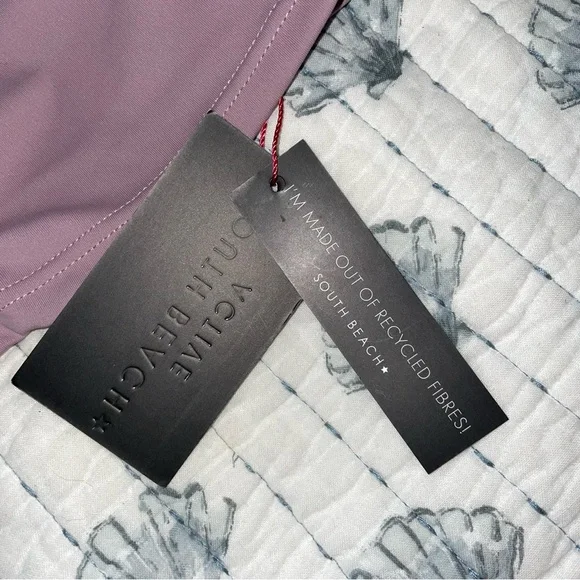 SOUTH BEACH★
ACTIVE
I'M MADE OUT OF RECYCLED FIBRES!
SOUTH BEACH★